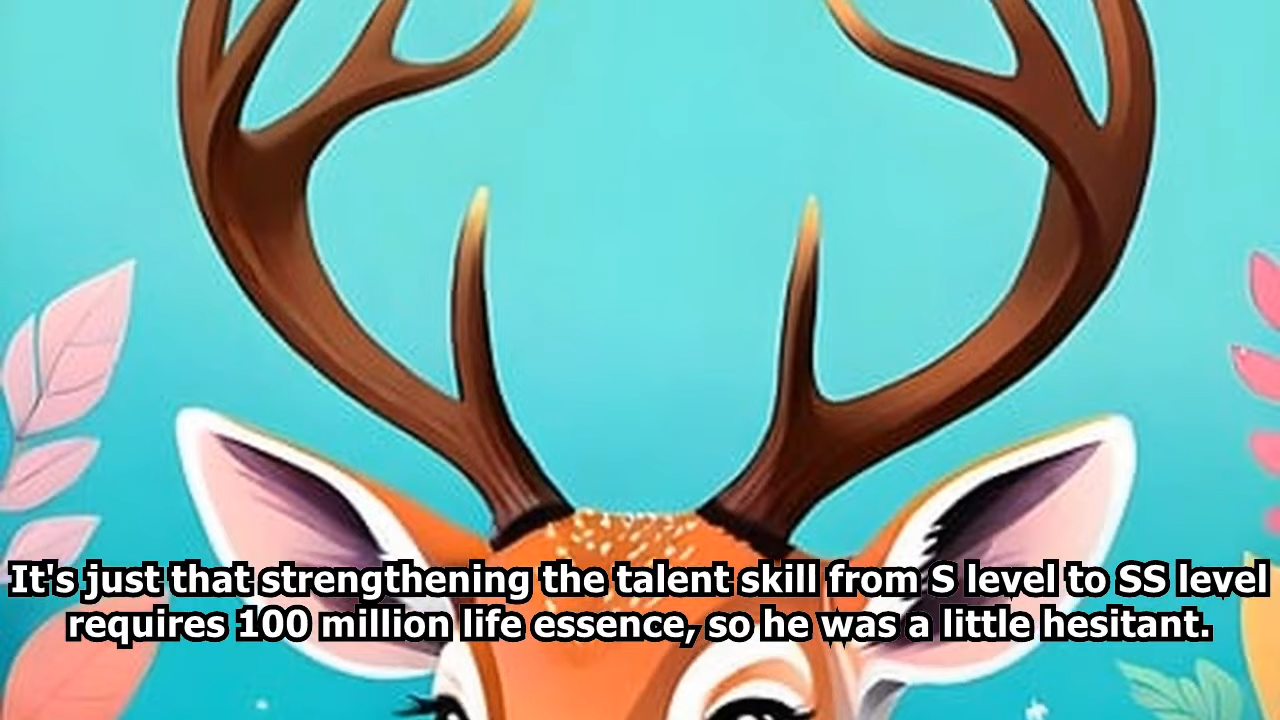 It's just that strengthening the talent skill from S level to SS level
requires 100 million life essence, so he was a little hesitant.